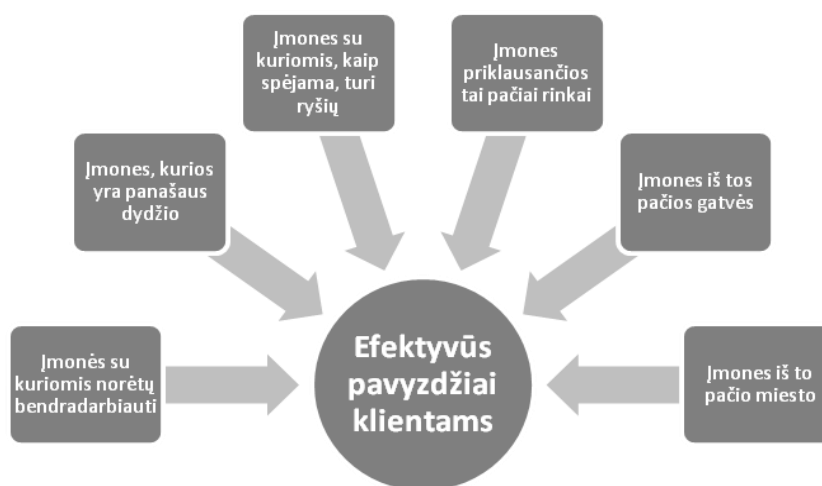 Įmones su
kuriomis, kaip
spėjama, turi
ryšių
Įmones
priklausančios
tai pačiai rinkai
Įmones, kurios
yra panašaus
dydžio
Įmones iš tos
pačios gatvės
Įmonės su
kuriomis norėtų
bendradarbiauti
Efektyvūs
pavyzdžiai
klientams
Įmones iš to
pačio miesto